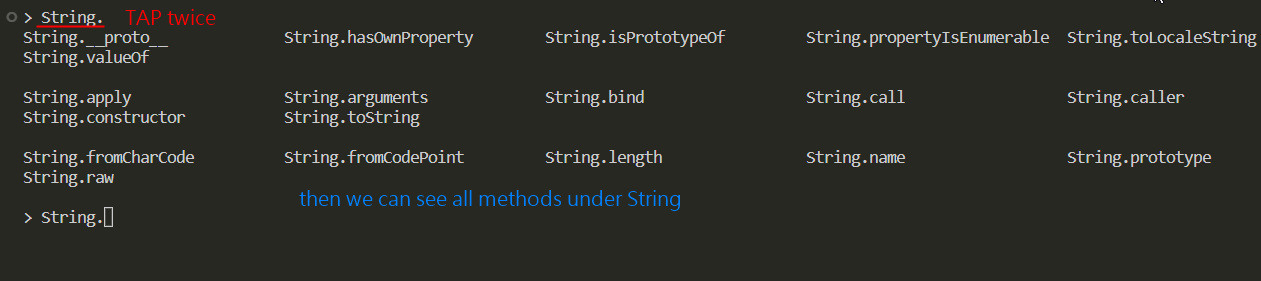 > String. TAP twice
String.__proto__ String.hasOwnProperty String.isPrototypeOf String.propertyIsEnumerable String.toLocaleString
String.valueOf
String.apply String.arguments String.bind String.call String.caller
String.constructor String.toString
String.fromCharCode String.fromCodePoint String.length String.name String.prototype
String.raw
then we can see all methods under String
> String.